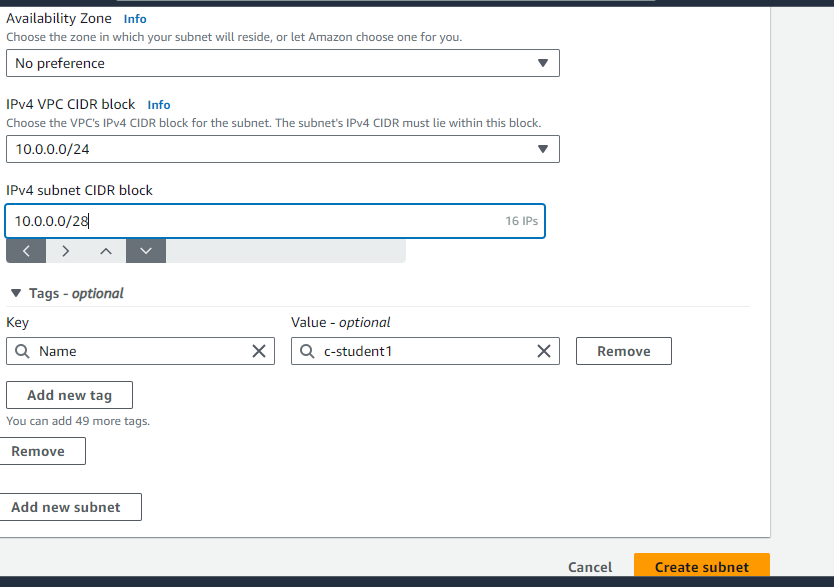 Availability Zone Info
Choose the zone in which your subnet will reside, or let Amazon choose one for you.
No preference
IPv4 VPC CIDR block Info
Choose the VPC's IPv4 CIDR block for the subnet. The subnet's IPv4 CIDR must lie within this block.
10.0.0.0/24
IPv4 subnet CIDR block
10.0.0.0/28 16 IPs
Tags - optional
Key Value - optional
Name c-student1 Remove
Add new tag
You can add 49 more tags.
Remove
Add new subnet
Cancel Create subnet